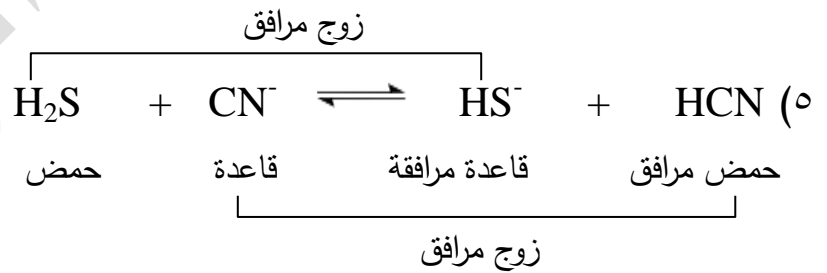 زوج مرافق
H₂S + CN⁻ ⇌ HS⁻ + HCN (٥
حمض قاعدة قاعدة مرافقة حمض مرافق
زوج مرافق